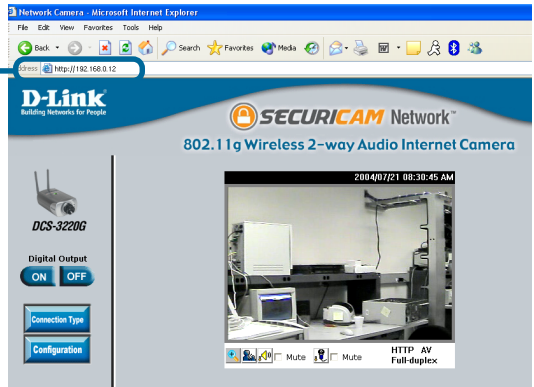 Network Camera - Microsoft Internet Explorer
File Edit View Favorites Tools Help
Back Search Favorites Media
ddress http://192.168.0.12
D-Link
Building Networks for People
SECURICAM Network™
802.11g Wireless 2-way Audio Internet Camera
2004/07/21 08:30:45 AM
DCS-3220G
Digital Output
ON OFF
Connection Type
Configuration
Mute Mute HTTP AV
Full-duplex